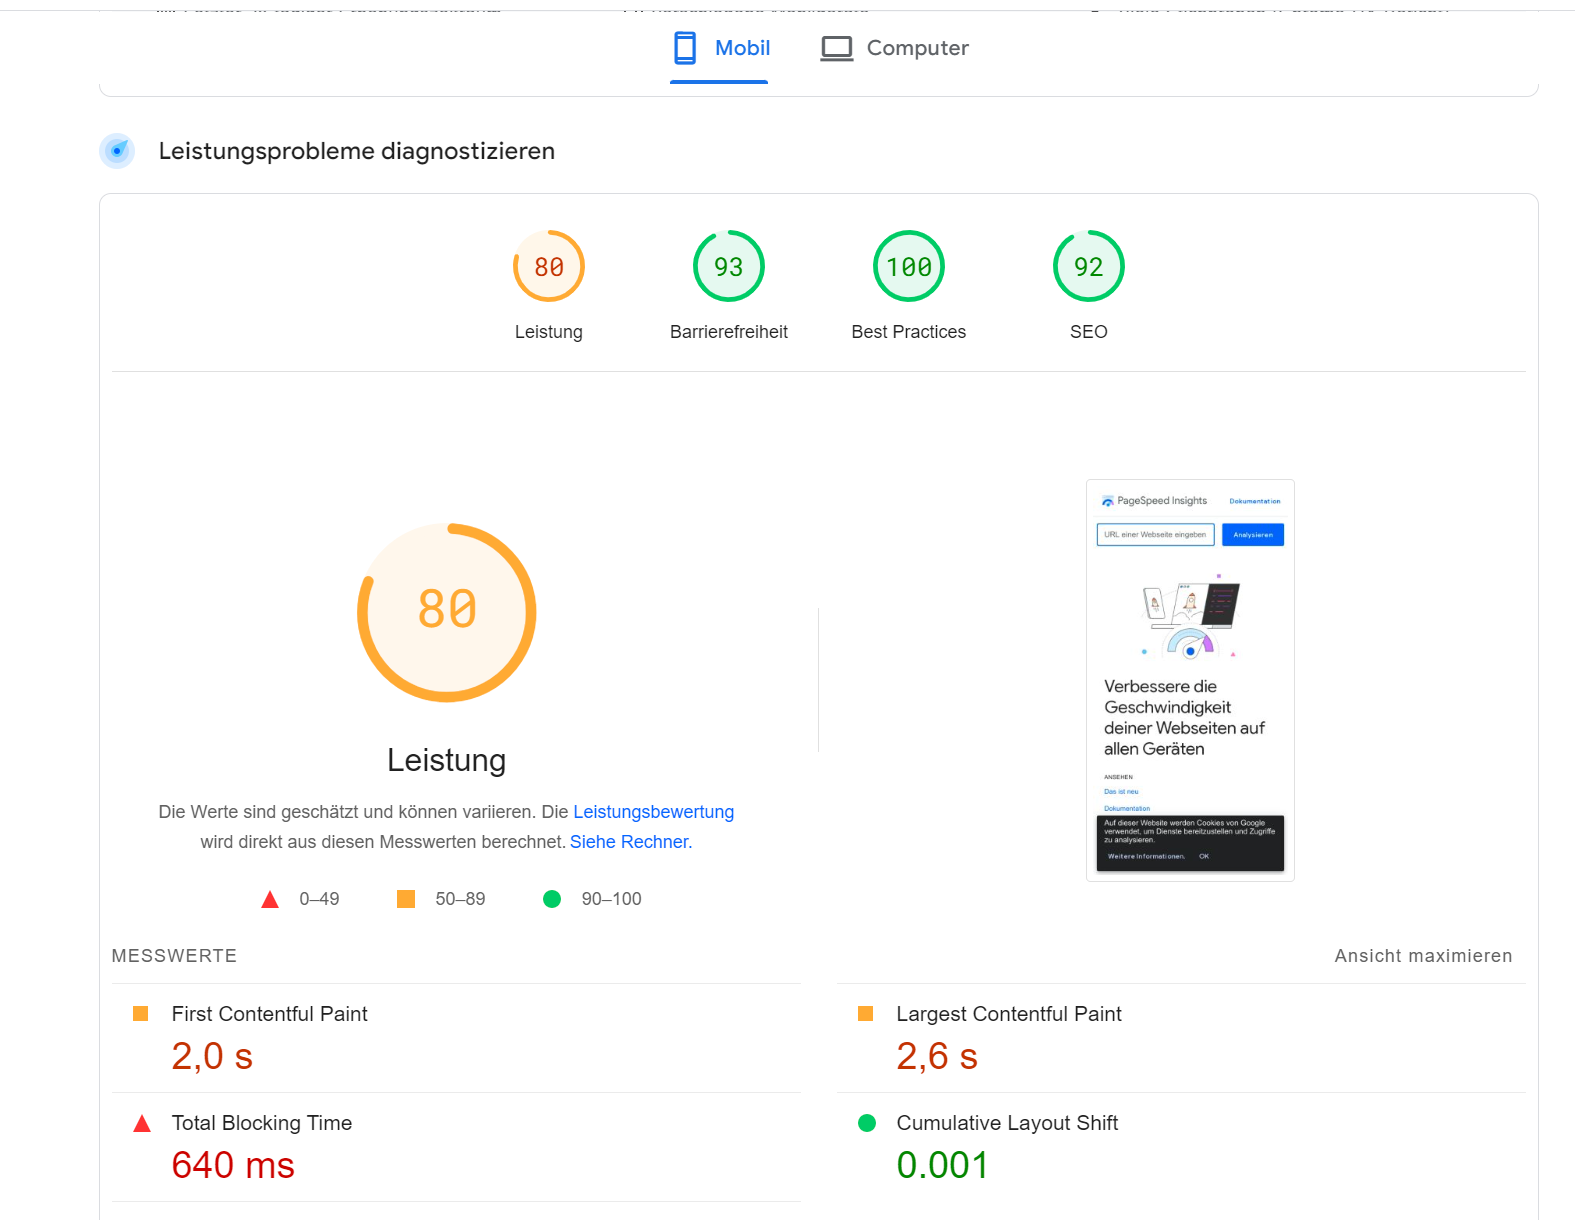 Mobil
Computer
Leistungsprobleme diagnostizieren
80
93
100
92
Leistung
Barrierefreiheit
Best Practices
SEO
80
Leistung
Die Werte sind geschätzt und können variieren. Die Leistungsbewertung
wird direkt aus diesen Messwerten berechnet. Siehe Rechner.
0–49
50–89
90–100
PageSpeed Insights
Dokumentation
URL einer Webseite eingeben
Analysieren
Verbessere die
Geschwindigkeit
deiner Webseiten auf
allen Geräten
ANSEHEN
Das ist neu
Dokumentation
Auf dieser Website werden Cookies von Google
verwendet, um Dienste bereitzustellen und Zugriffe
zu analysieren.
Weitere Informationen.
OK
MESSWERTE
Ansicht maximieren
First Contentful Paint
2,0 s
Largest Contentful Paint
2,6 s
Total Blocking Time
640 ms
Cumulative Layout Shift
0.001